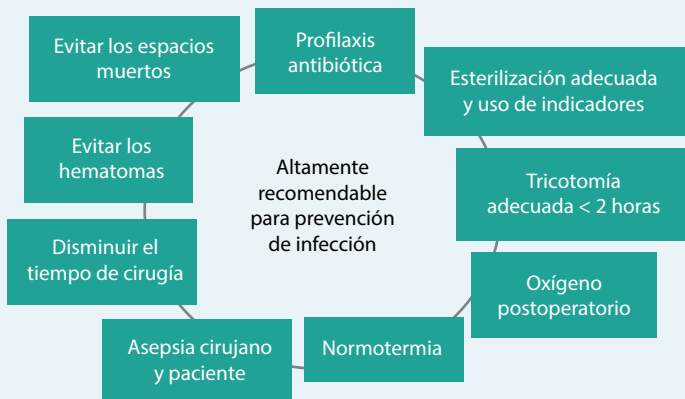 Profilaxis
antibiótica
Esterilización adecuada
y uso de indicadores
Tricotomía
adecuada < 2 horas
Oxígeno
postoperatorio
Normotermia
Asepsia cirujano
y paciente
Disminuir el
tiempo de cirugía
Evitar los
hematomas
Evitar los espacios
muertos
Altamente
recomendable
para prevención
de infección